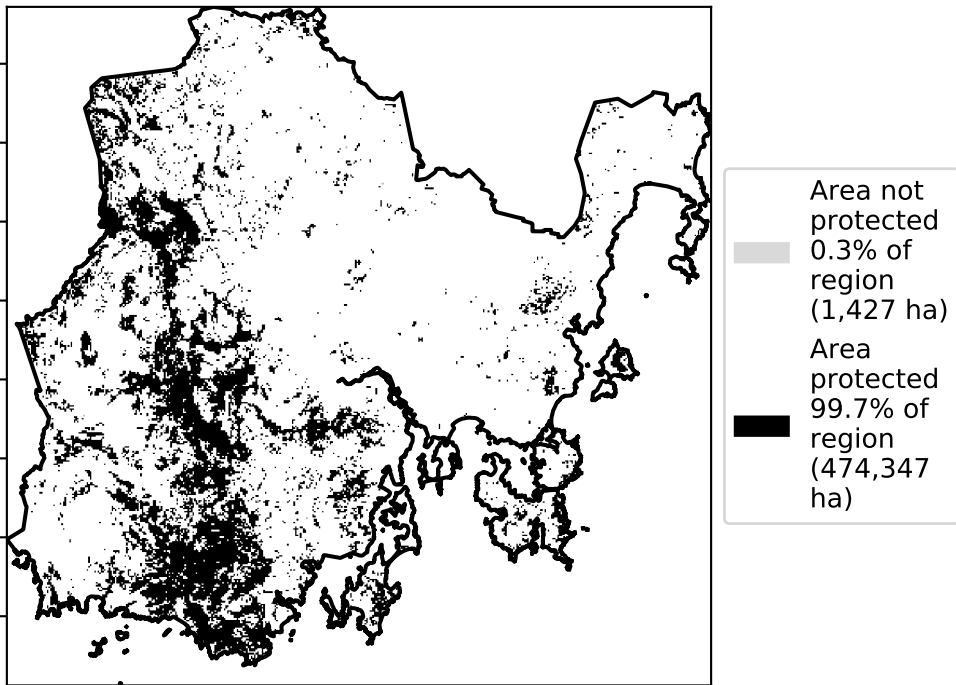 Area not
protected
0.3% of
region
(1,427 ha)
Area
protected
99.7% of
region
(474,347
ha)